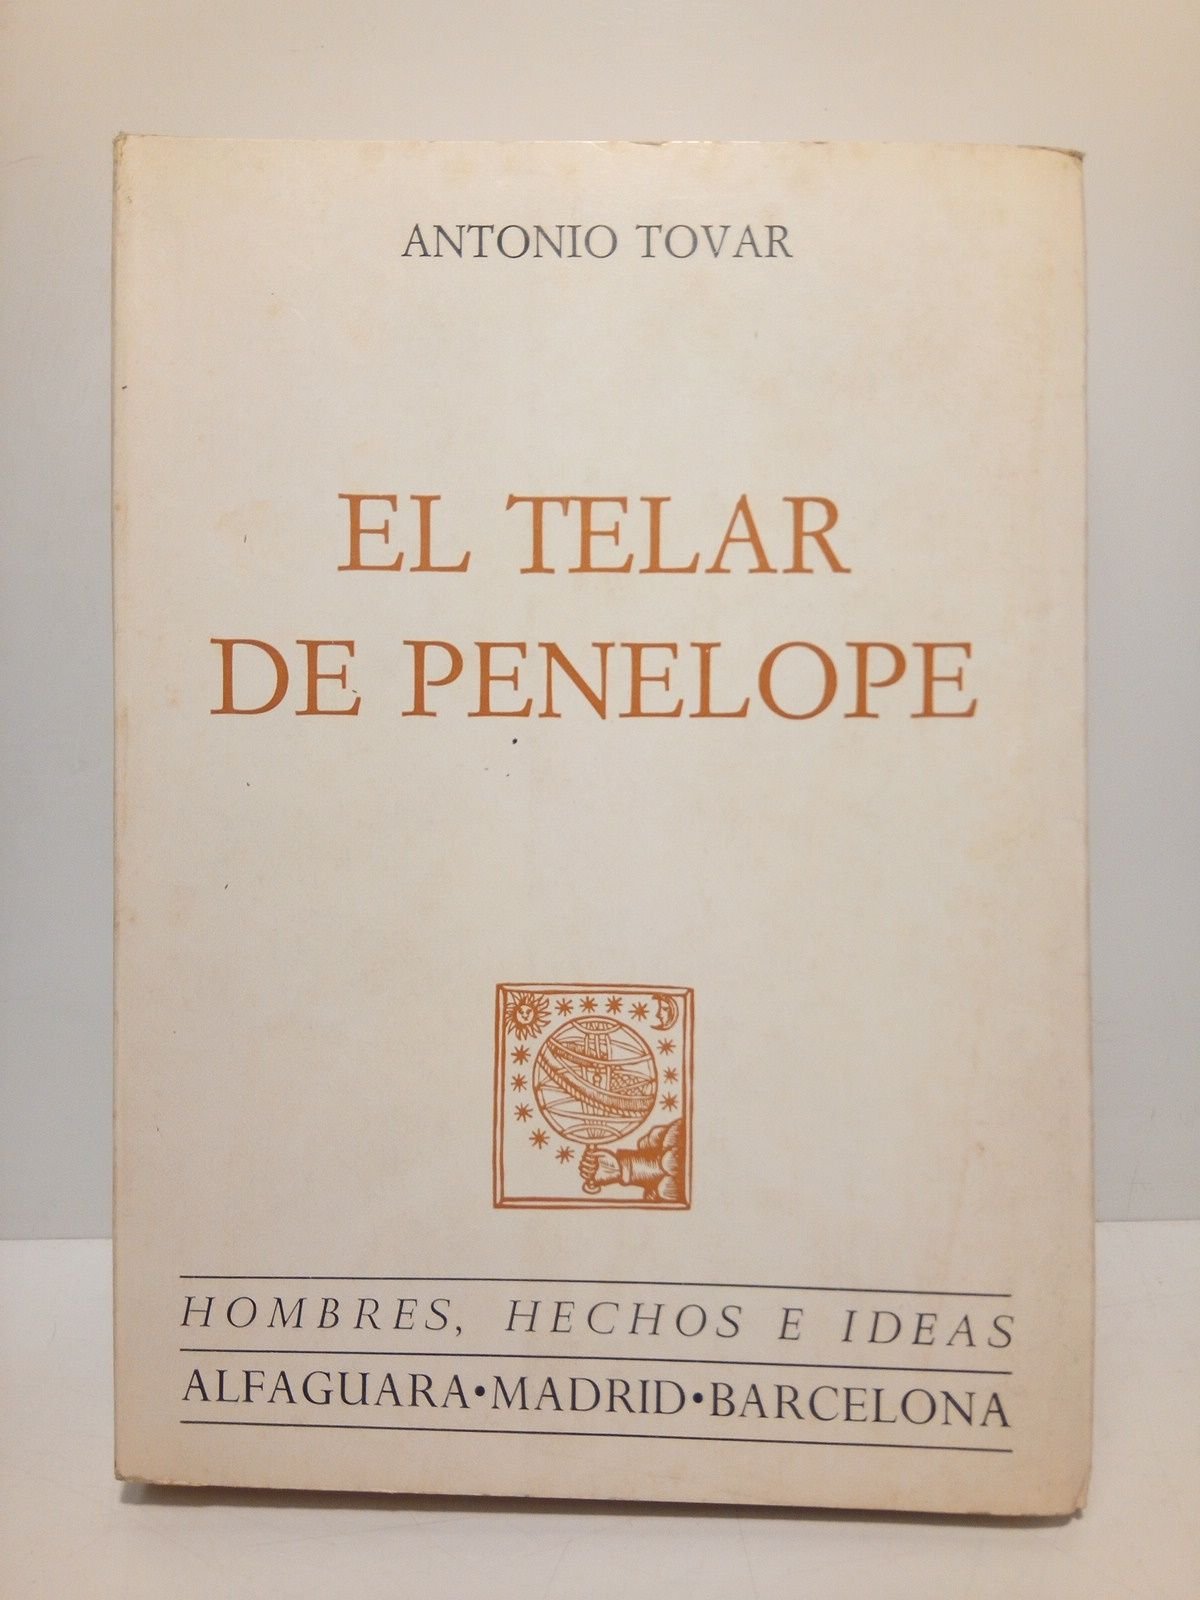 ANTONIO TOVAR
EL TELAR
DE PENELOPE
HOMBRES, HECHOS E IDEAS
ALFAGUARA•MADRID•BARCELONA